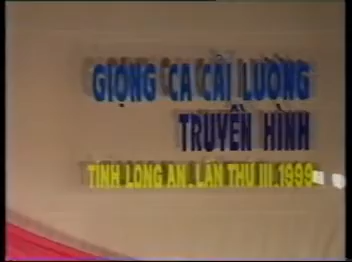 GIỌNG CA CẢI LƯƠNG
TRUYỀN HÌNH
TỈNH LONG AN. LẦN THỨ III.1999